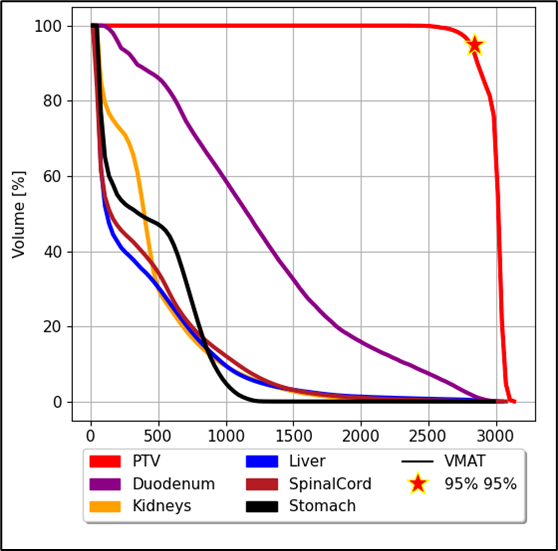 100
80
60
40
20
0
Volume [%]
0 500 1000 1500 2000 2500 3000
PTV Liver VMAT
Duodenum SpinalCord 95% 95%
Kidneys Stomach